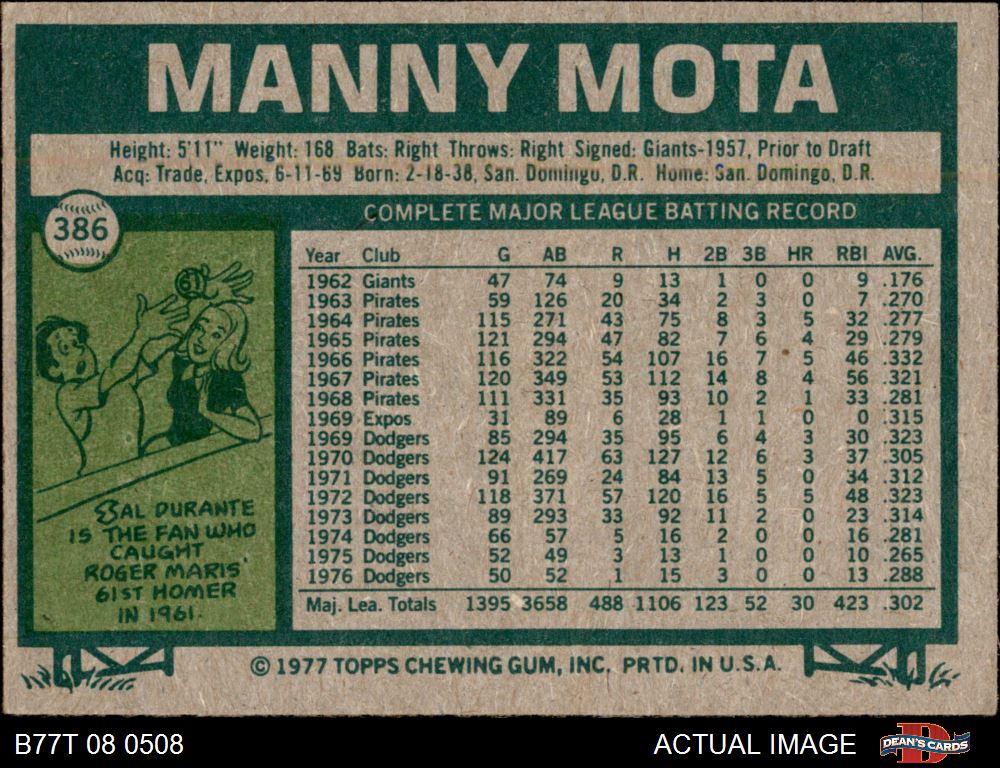 MANNY MOTA
Height: 5'11" Weight: 168 Bats: Right Throws: Right Signed: Giants-1957, Prior to Draft
Acq: Trade, Expos, 6-11-69 Born: 2-18-38, San. Domingo, D.R. Home: San. Domingo, D.R.
386
COMPLETE MAJOR LEAGUE BATTING RECORD
Year Club G AB R H 2B 3B HR RBI AVG.
1962 Giants 47 74 9 13 1 0 0 9 .176
1963 Pirates 59 126 20 34 2 3 0 7 .270
1964 Pirates 115 271 43 75 8 3 5 32 .277
1965 Pirates 121 294 47 82 7 6 4 29 .279
1966 Pirates 116 322 54 107 16 7 5 46 .332
1967 Pirates 120 349 53 112 14 8 4 56 .321
1968 Pirates 111 331 35 93 10 2 1 33 .281
1969 Expos 31 89 6 28 1 1 0 0 .315
1969 Dodgers 85 294 35 95 6 4 3 30 .323
1970 Dodgers 124 417 63 127 12 6 3 37 .305
1971 Dodgers 91 269 24 84 13 5 0 34 .312
1972 Dodgers 118 371 57 120 16 5 5 48 .323
1973 Dodgers 89 293 33 92 11 2 0 23 .314
1974 Dodgers 66 57 5 16 2 0 0 16 .281
1975 Dodgers 52 49 3 13 1 0 0 10 .265
1976 Dodgers 50 52 1 15 3 0 0 13 .288
Maj. Lea. Totals 1395 3658 488 1106 123 52 30 423 .302
61
SAL DURANTE
IS THE FAN WHO
CAUGHT
ROGER MARIS'
61ST HOMER
IN 1961.
© 1977 TOPPS CHEWING GUM, INC. PRTD. IN U.S.A.
B77T 08 0508
ACTUAL IMAGE
DEAN'S CARDS